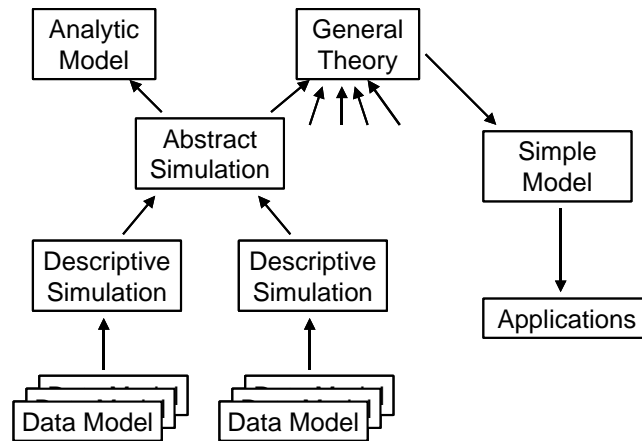 Analytic
Model
General
Theory
Abstract
Simulation
Simple
Model
Descriptive
Simulation
Descriptive
Simulation
Applications
Data Model
Data Model